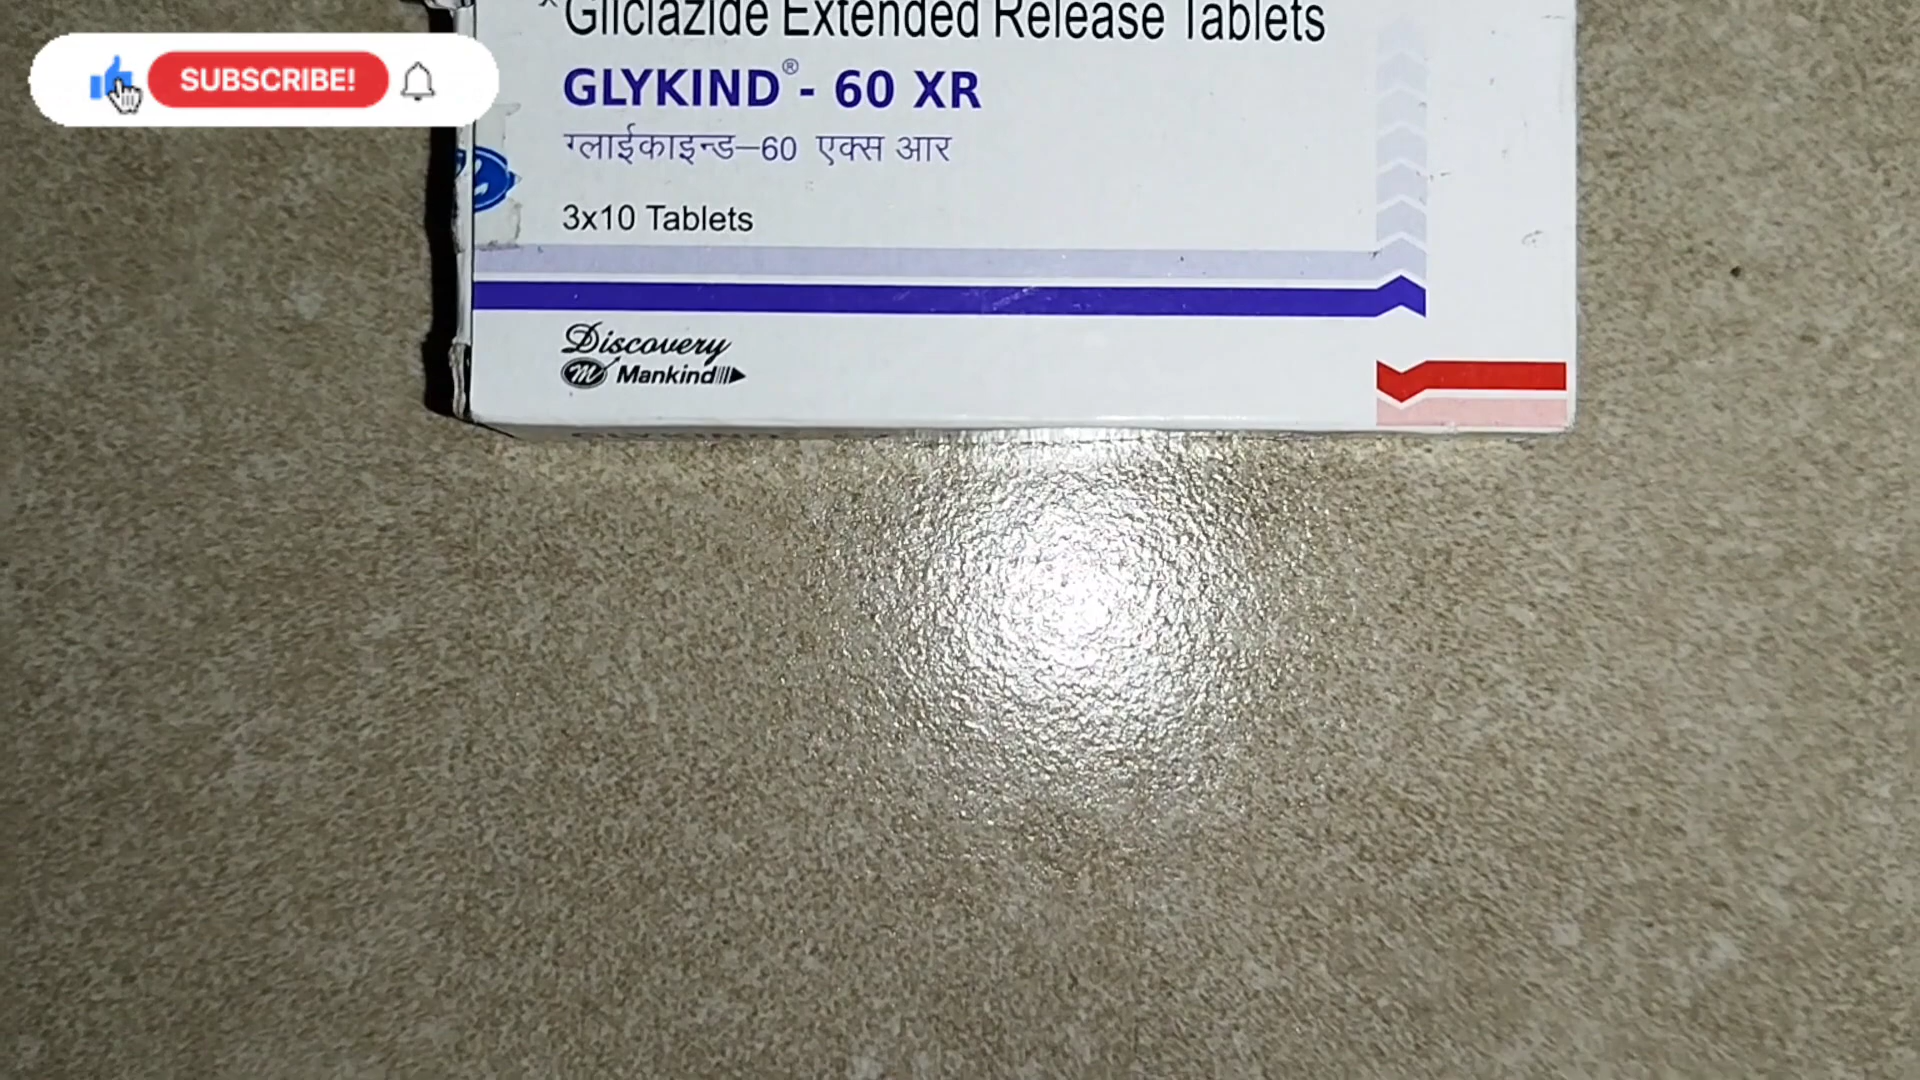 Gliclazide Extended Release Tablets
SUBSCRIBE!
GLYKIND® - 60 XR
ग्लाईकाइन्ड–60 एक्स आर
3x10 Tablets
Discovery
Mankind